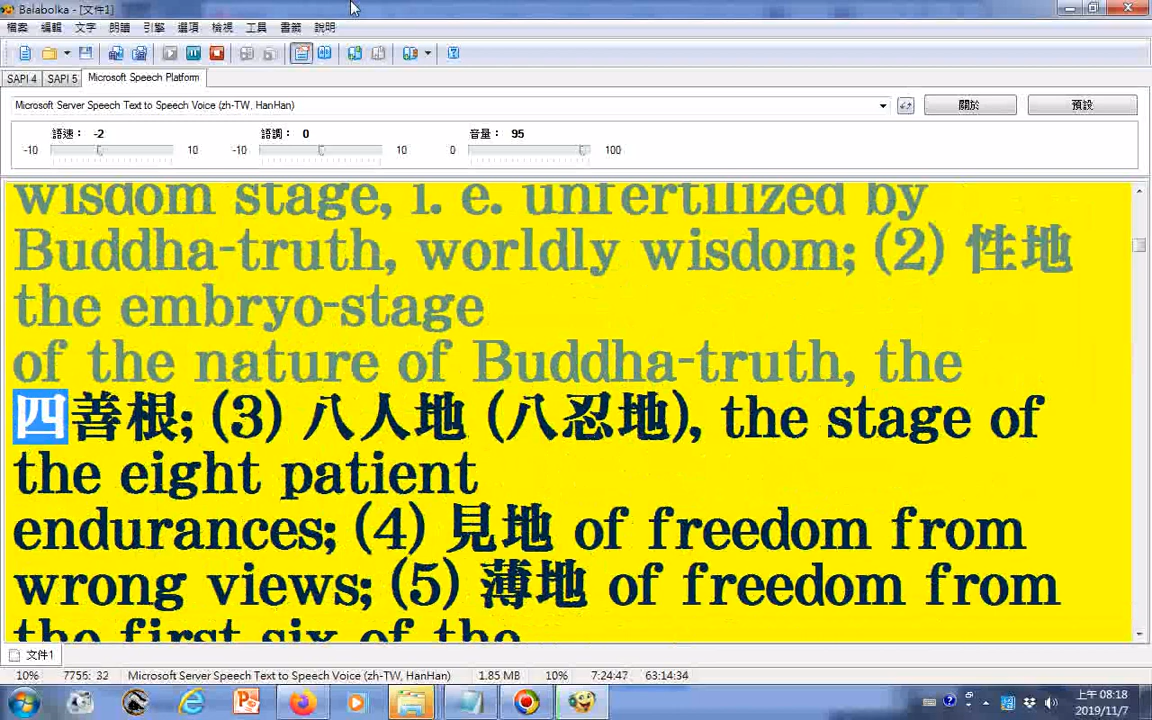 Balabolka - [文件1]
檔案 編輯 文字 朗讀 引擎 選項 檢視 工具 書籤 說明
SAPI 4 SAPI 5 Microsoft Speech Platform
Microsoft Server Speech Text to Speech Voice (zh-TW, HanHan)
關於 預設
語速： -2 語調： 0 音量： 95
-10 10 -10 10 0 100
wisdom stage, i. e. unfertilized by
Buddha-truth, worldly wisdom; (2) 性地
the embryo-stage
of the nature of Buddha-truth, the
四善根; (3) 八人地 (八忍地), the stage of
the eight patient
endurances; (4) 見地 of freedom from
wrong views; (5) 薄地 of freedom from
the first six of the
文件1
10% 7756: 32 Microsoft Server Speech Text to Speech Voice (zh-TW, HanHan) 1.85 MB 10% 7:24:47 63:14:34
上午 08:18
2019/11/7